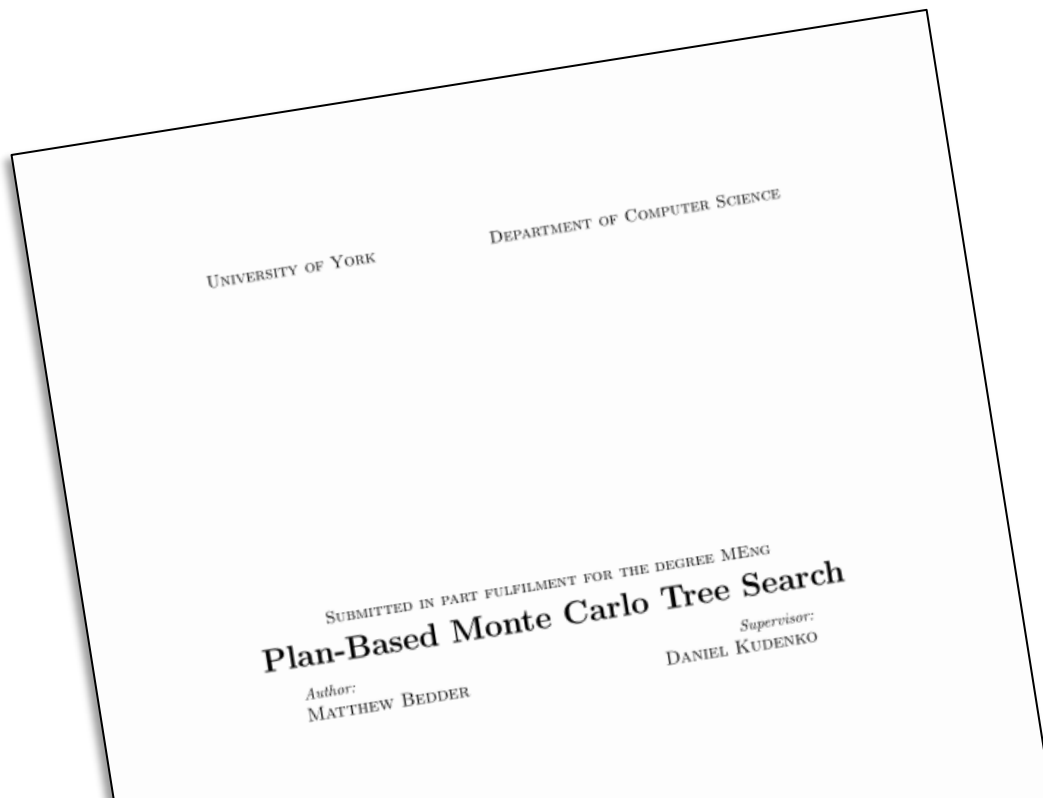 University of York
Department of Computer Science
Submitted in part fulfilment for the degree MEng
Plan-Based Monte Carlo Tree Search
Author:
Matthew Bedder
Supervisor:
Daniel Kudenko